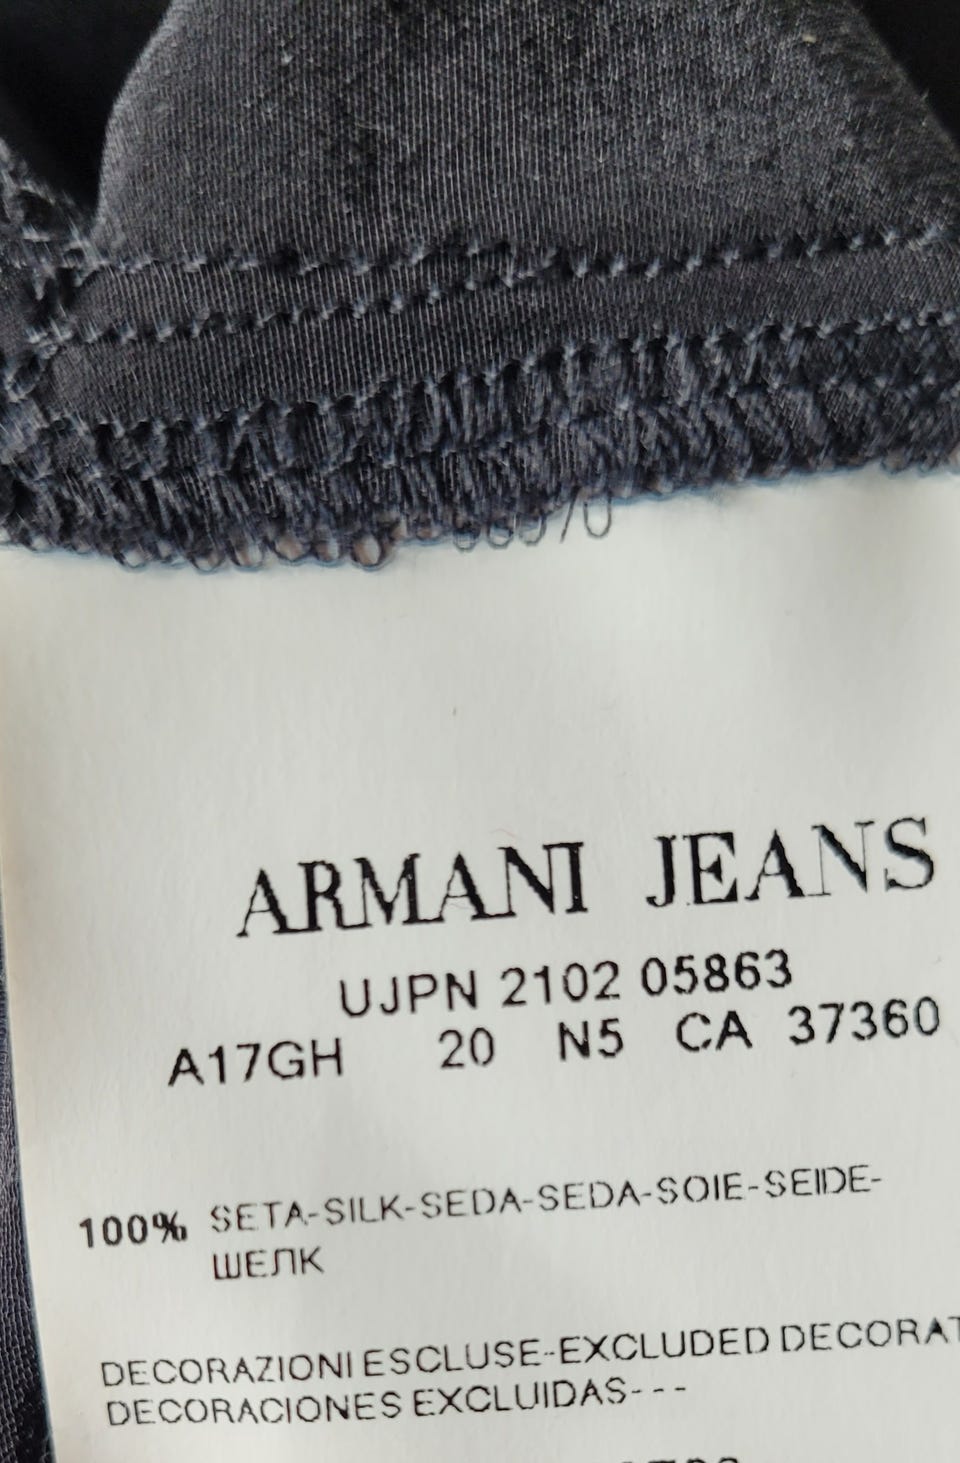 ARMANI JEANS
UJPN 2102 05863
A17GH 20 N5 CA 37360
100% SETA-SILK-SEDA-SEDA-SOIE-SEIDE-
ШЕЛК
DECORAZIONI ESCLUSE--EXCLUDED DECORAT
DECORACIONES EXCLUIDAS---